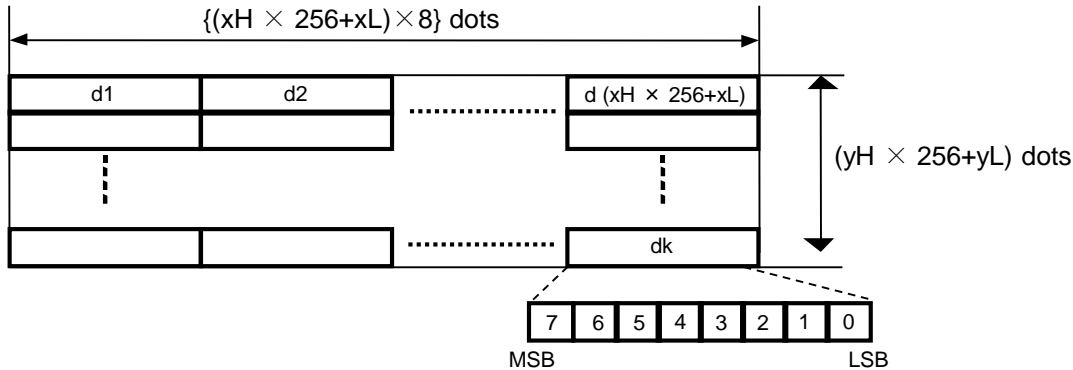 {(xH × 256+xL)×8} dots
d1 d2 d (xH × 256+xL)
(yH × 256+yL) dots
dk
7 6 5 4 3 2 1 0
MSB LSB